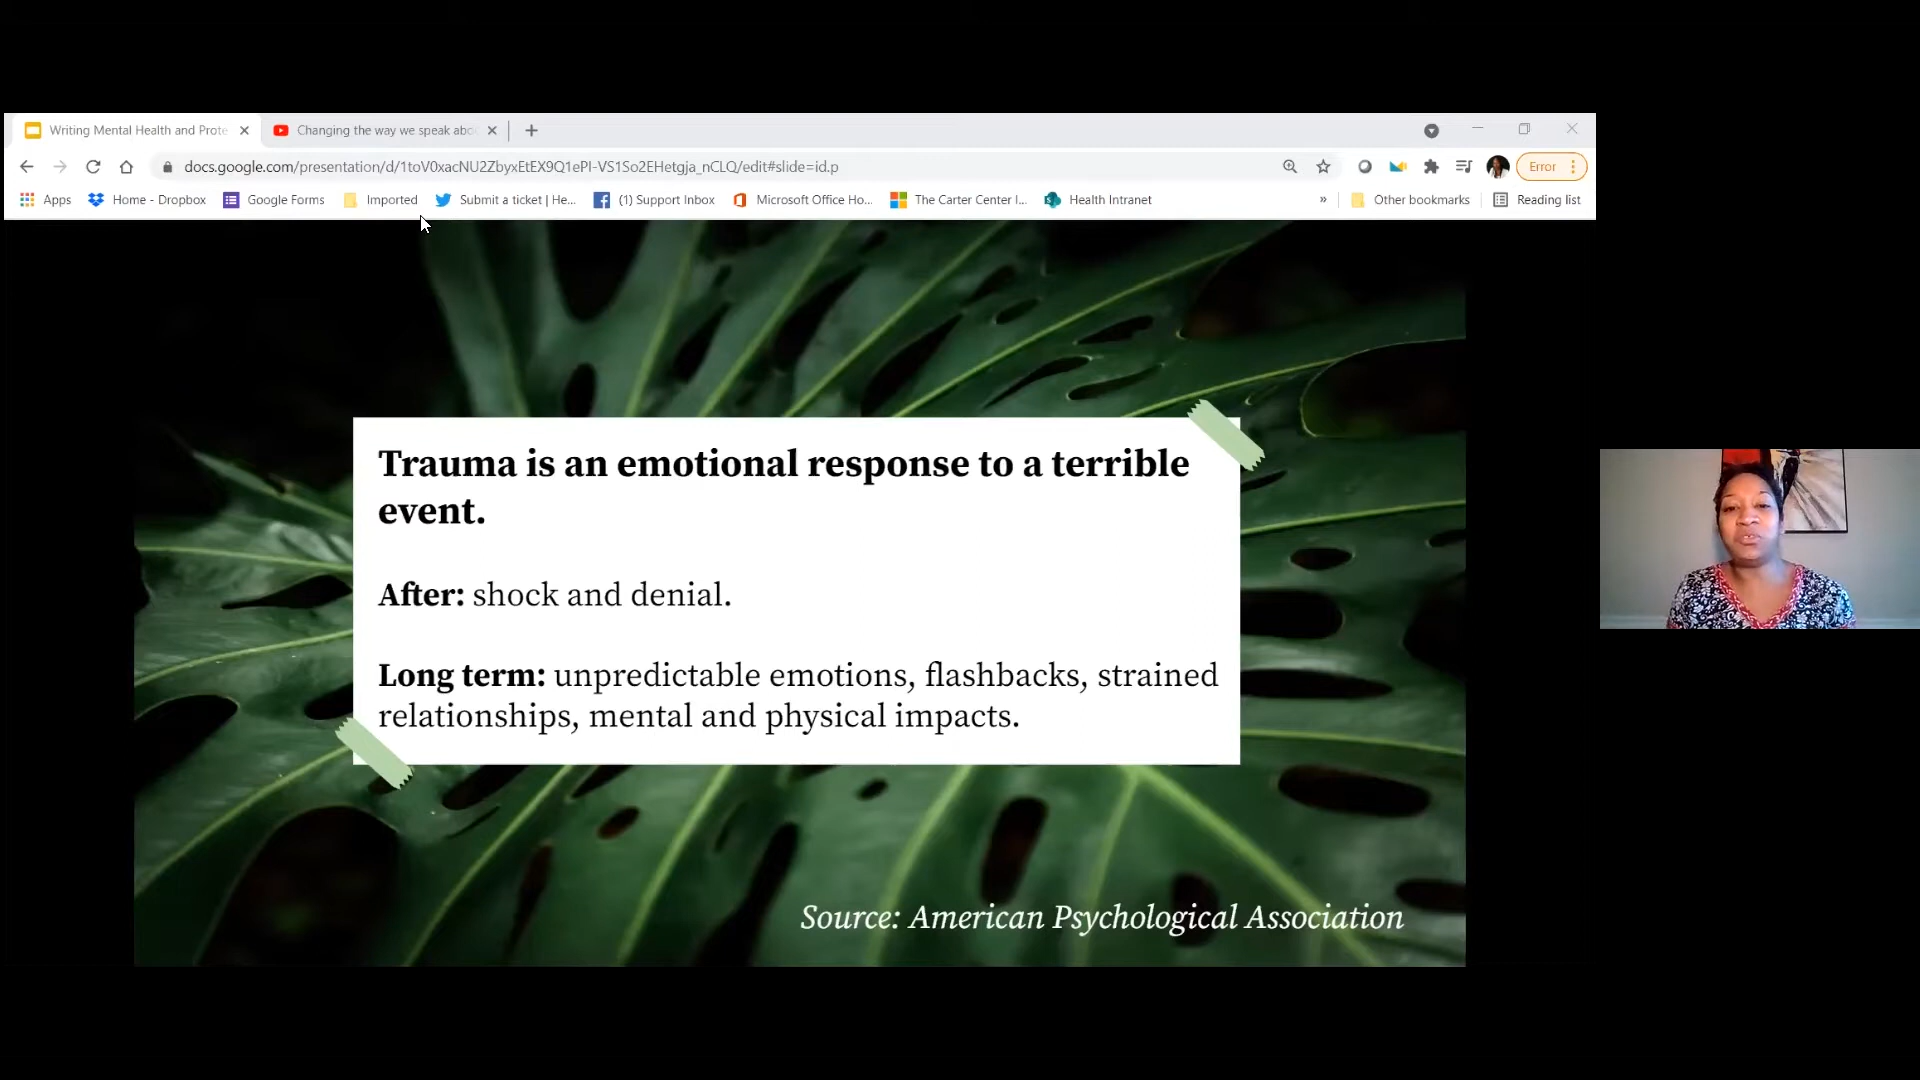 Writing Mental Health and Prote
Changing the way we speak abo
docs.google.com/presentation/d/1toV0xacNU2ZbyxEtEX9Q1ePI-VS1So2EHetgja_nCLQ/edit#slide=id.p
Error
Apps
Home - Dropbox
Google Forms
Imported
Submit a ticket | He...
(1) Support Inbox
Microsoft Office Ho...
The Carter Center I...
Health Intranet
»
Other bookmarks
Reading list
Trauma is an emotional response to a terrible
event.
After: shock and denial.
Long term: unpredictable emotions, flashbacks, strained
relationships, mental and physical impacts.
Source: American Psychological Association